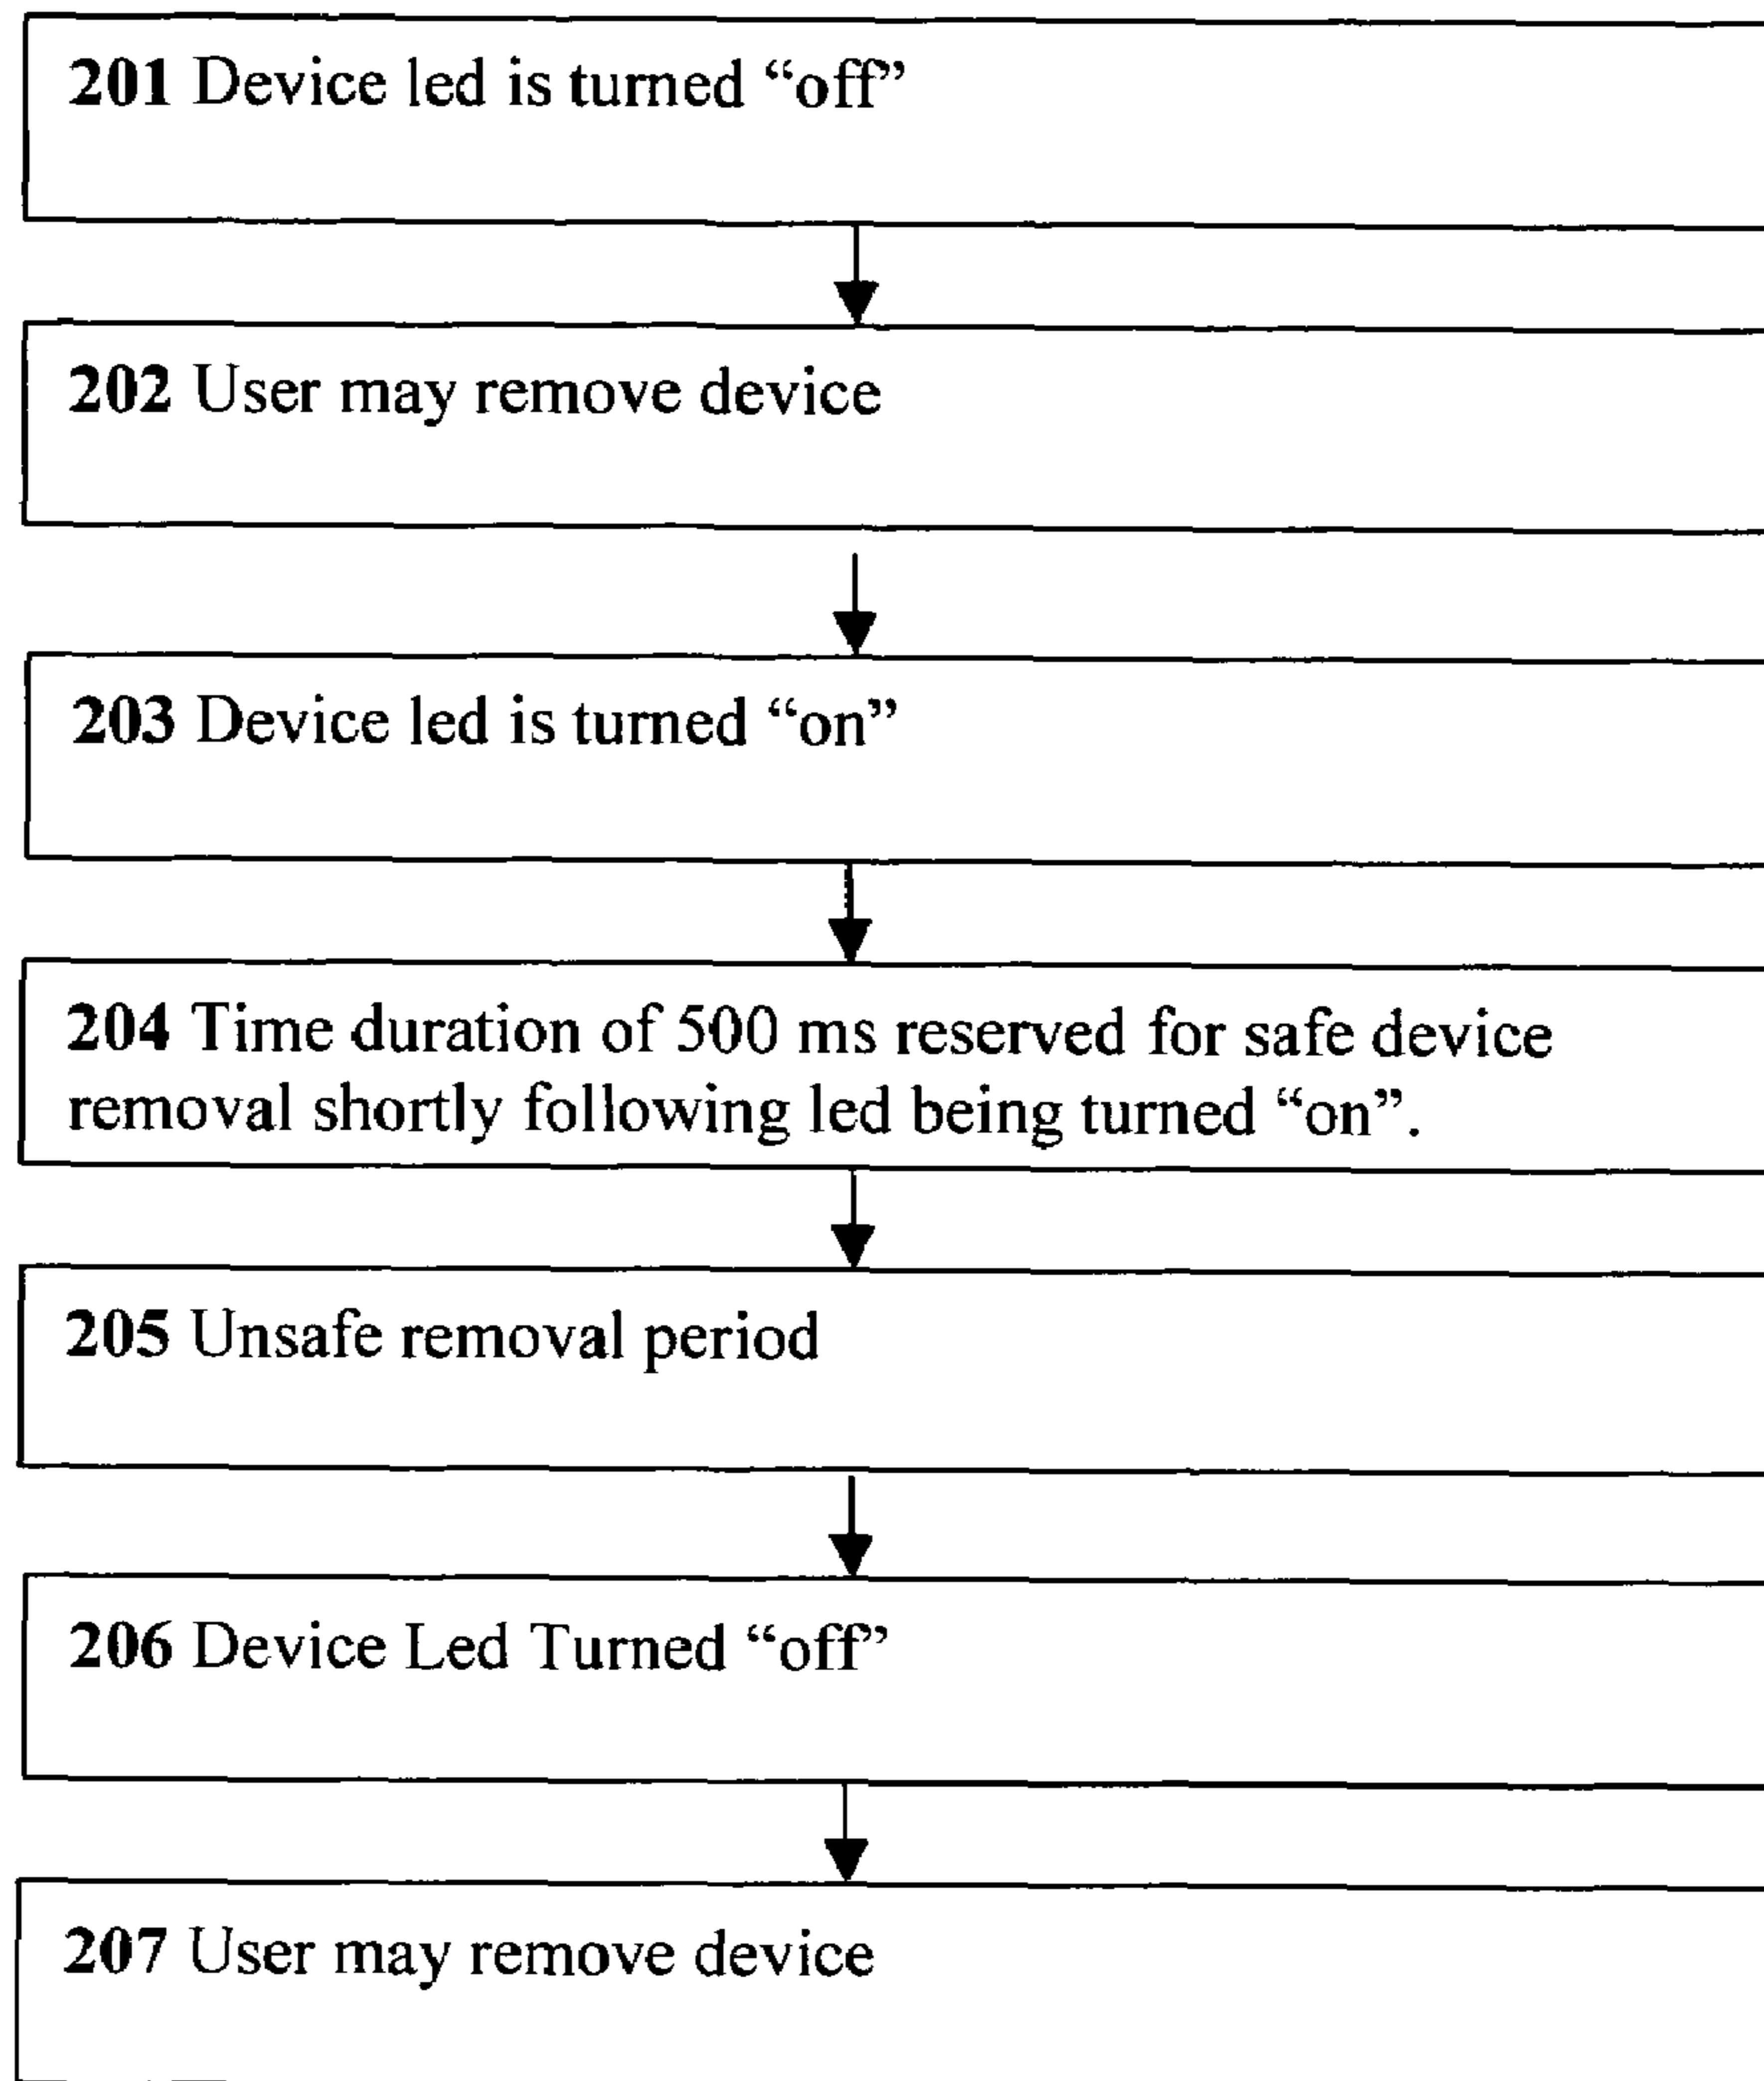 201 Device led is turned “off”
202 User may remove device
203 Device led is turned “on”
204 Time duration of 500 ms reserved for safe device
removal shortly following led being turned “on”.
205 Unsafe removal period
206 Device Led Turned “off”
207 User may remove device